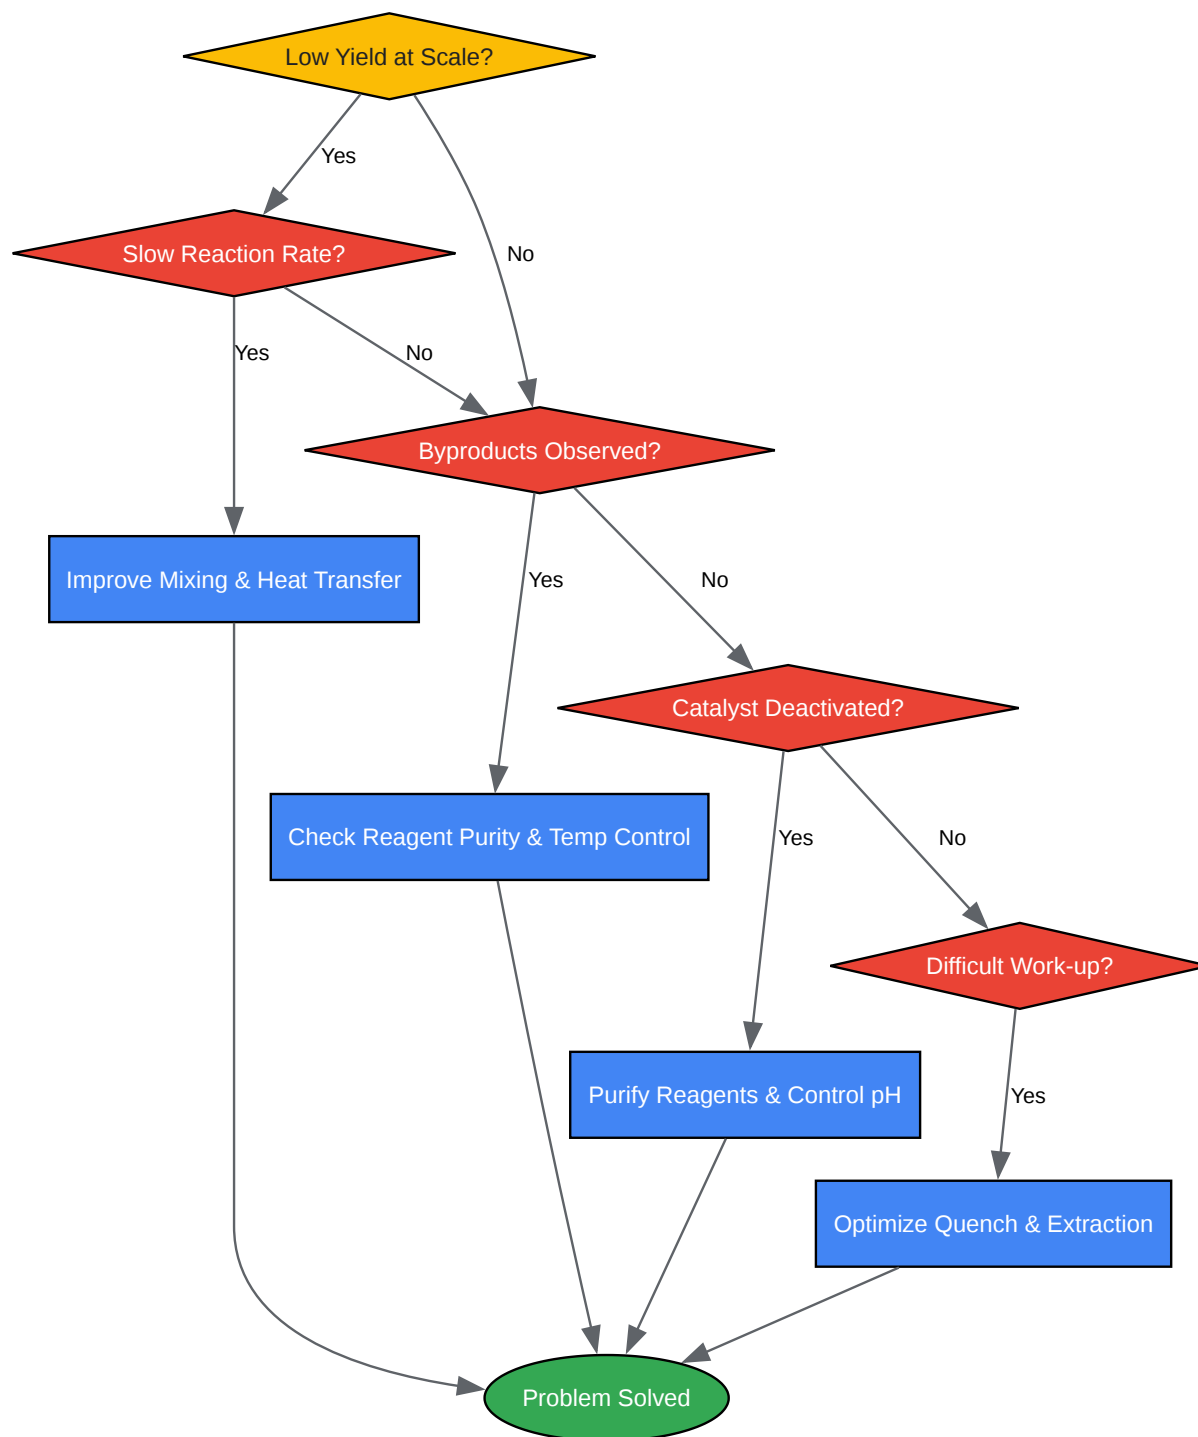 Low Yield at Scale?
Yes
Slow Reaction Rate?
No
Yes
No
Byproducts Observed?
Improve Mixing & Heat Transfer
Yes
No
Catalyst Deactivated?
Check Reagent Purity & Temp Control
Yes
No
Difficult Work-up?
Purify Reagents & Control pH
Yes
Optimize Quench & Extraction
Problem Solved